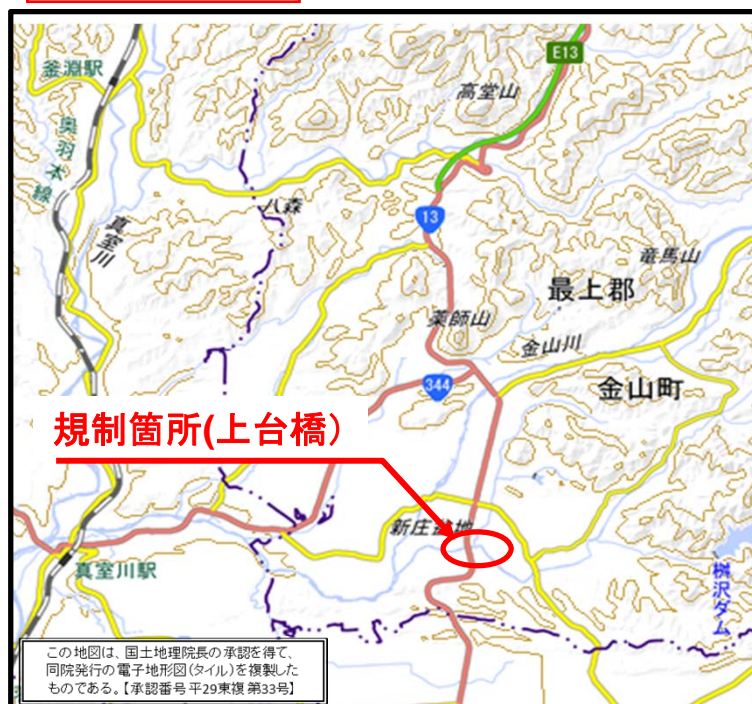 釜淵駅
E13
高堂山
奥羽本線
13
八森
真室川
竜馬山
最上郡
薬師山
金山川
344
金山町
規制箇所(上台橋)
新庄盆地
真室川駅
桝沢ダム
この地図は、国土地理院長の承認を得て、
同院発行の電子地形図(タイル)を複製した
ものである。【承認番号 平29東複 第33号】